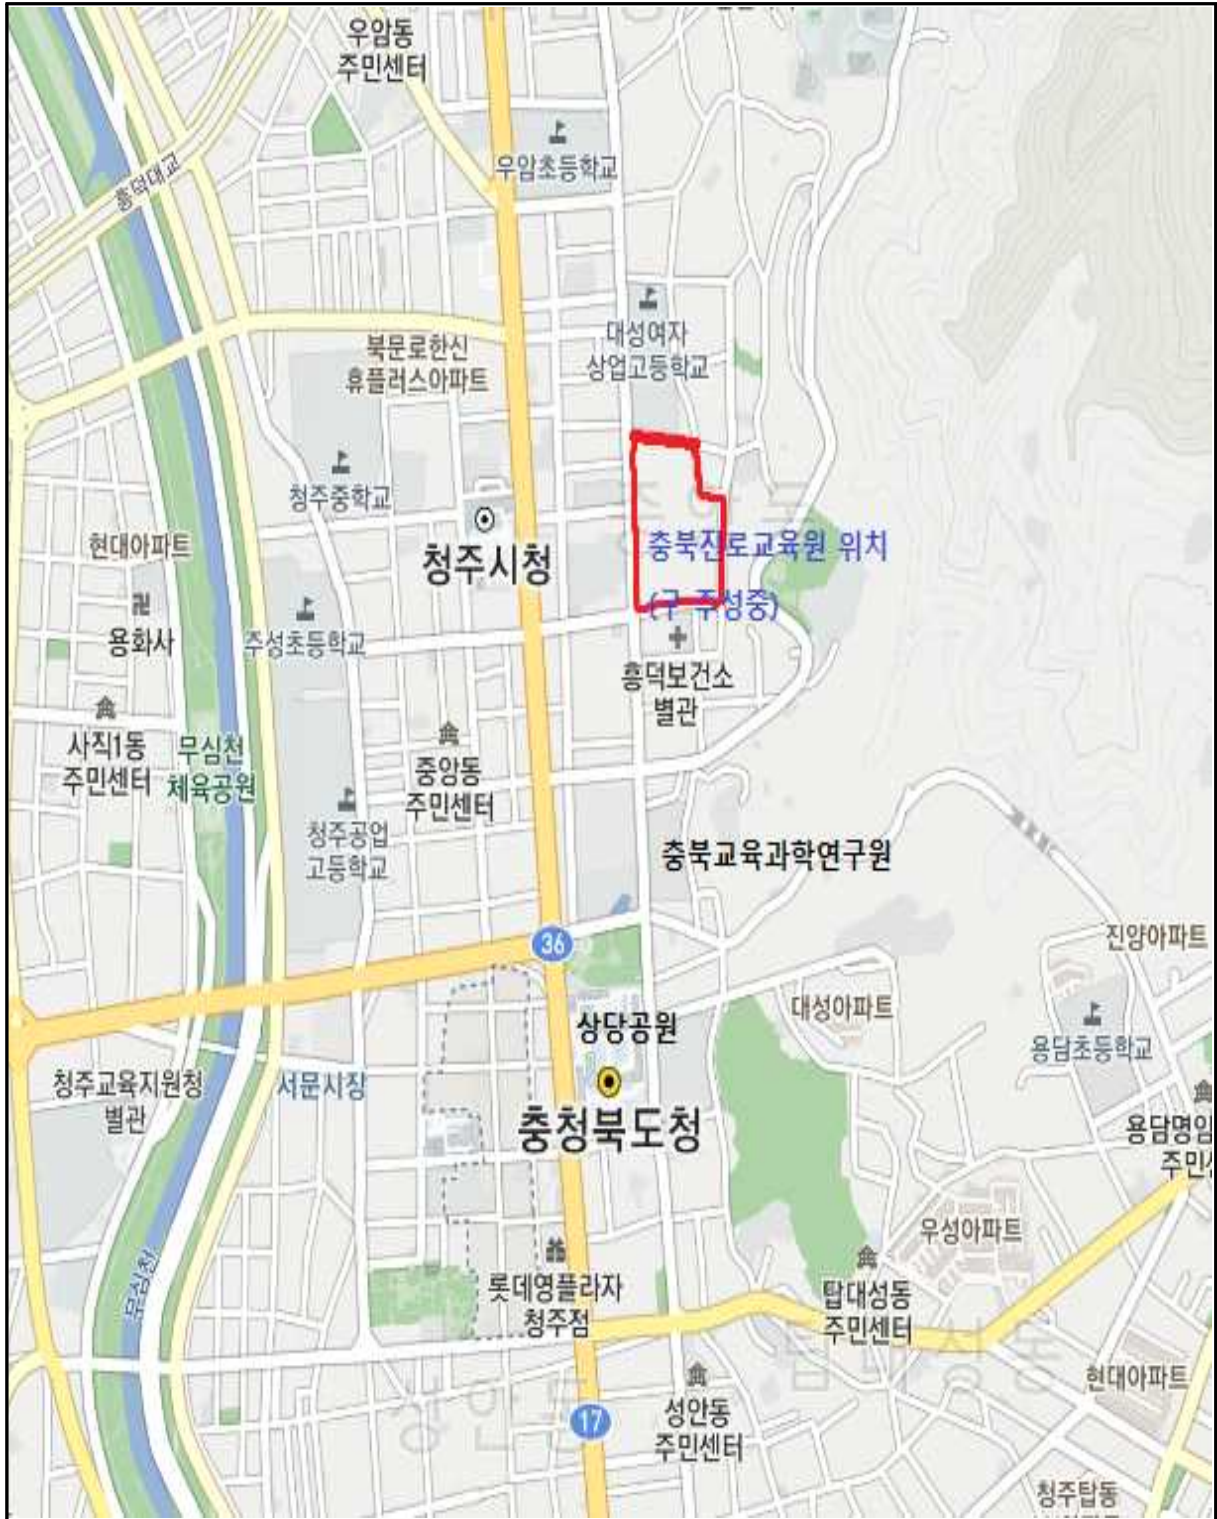 우암동
주민센터
우암초등학교
흥덕대교
대성여자
상업고등학교
북문로한신
휴플러스아파트
청주중학교
현대아파트
청주시청
충북진로교육원 위치
(구 주성중)
용화사
주성초등학교
흥덕보건소
별관
사직1동
주민센터
무심천
체육공원
중앙동
주민센터
청주공업
고등학교
충북교육과학연구원
36
진양아파트
대성아파트
상당공원
용담초등학교
청주교육지원청
별관
서문시장
충청북도청
용담명암
주민센
우성아파트
무심천
롯데영플라자
청주점
탑대성동
주민센터
탑대성동
현대아파트
성안동
17
성안동
주민센터
청주탑동